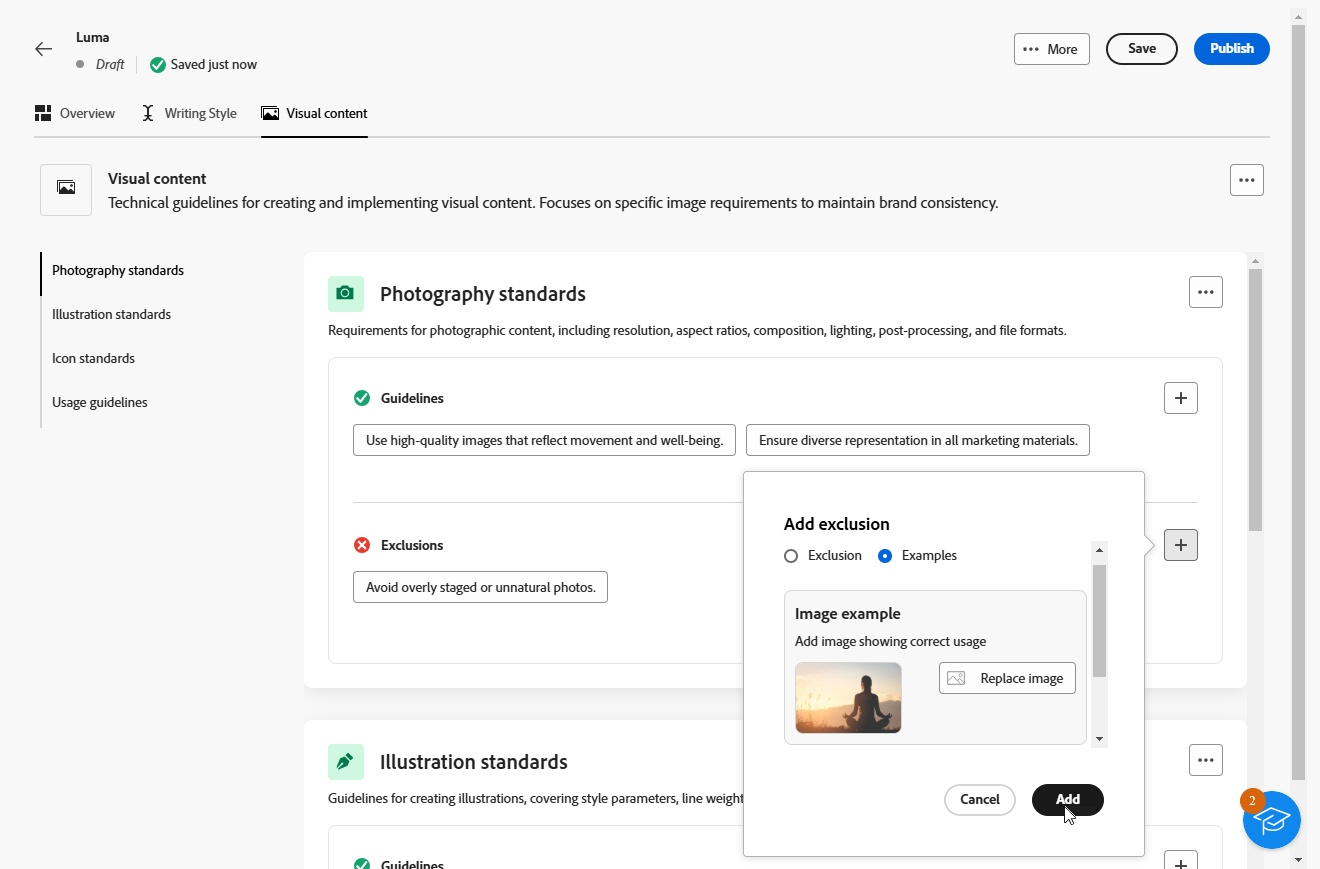 Luma
Draft
Saved just now
More
Save
Publish
Overview
Writing Style
Visual content
Visual content
Technical guidelines for creating and implementing visual content. Focuses on specific image requirements to maintain brand consistency.
Photography standards
Illustration standards
Icon standards
Usage guidelines
Photography standards
Requirements for photographic content, including resolution, aspect ratios, composition, lighting, post-processing, and file formats.
Guidelines
Use high-quality images that reflect movement and well-being.
Ensure diverse representation in all marketing materials.
Exclusions
Avoid overly staged or unnatural photos.
Add exclusion
Exclusion
Examples
Image example
Add image showing correct usage
Replace image
Cancel
Add
Illustration standards
Guidelines for creating illustrations, covering style parameters, line weight
Guidelines
2